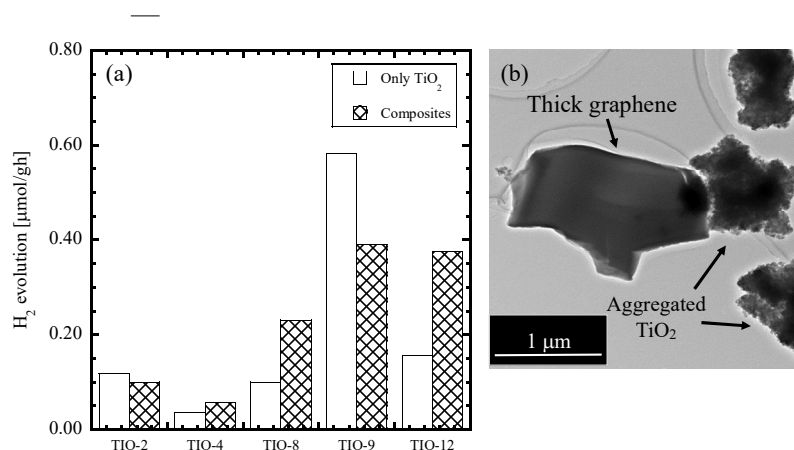 (a)
Only TiO₂
Composites
0.80
0.60
0.40
0.20
0.00
H₂ evolution [μmol/gh]
TIO-2 TIO-4 TIO-8 TIO-9 TIO-12
(b)
Thick graphene
Aggregated
TiO₂
1 μm